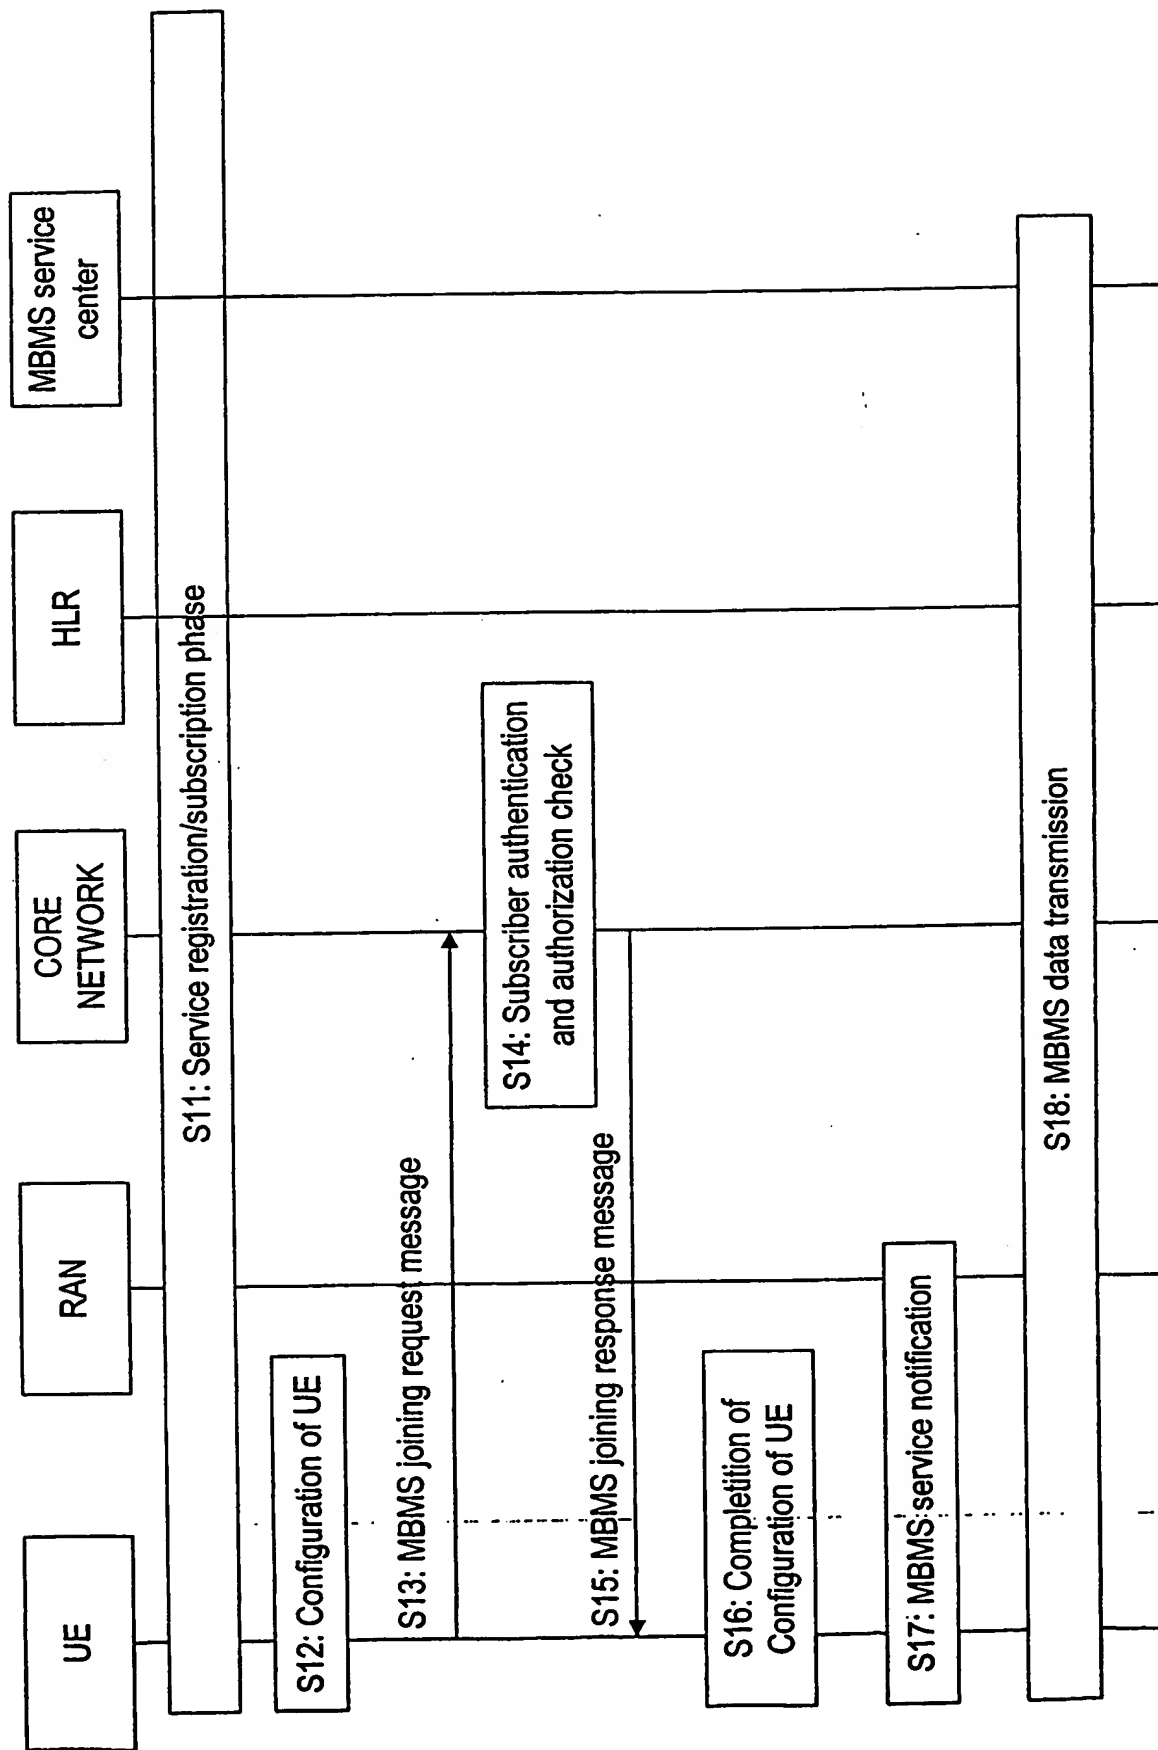 UE
RAN
CORE
NETWORK
HLR
MBMS service
center
S11: Service registration/subscription phase
S12: Configuration of UE
S13: MBMS joining request message
S14: Subscriber authentication
and authorization check
S15: MBMS joining response message
S16: Completition of
Configuration of UE
S17: MBMS service notification
S18: MBMS data transmission